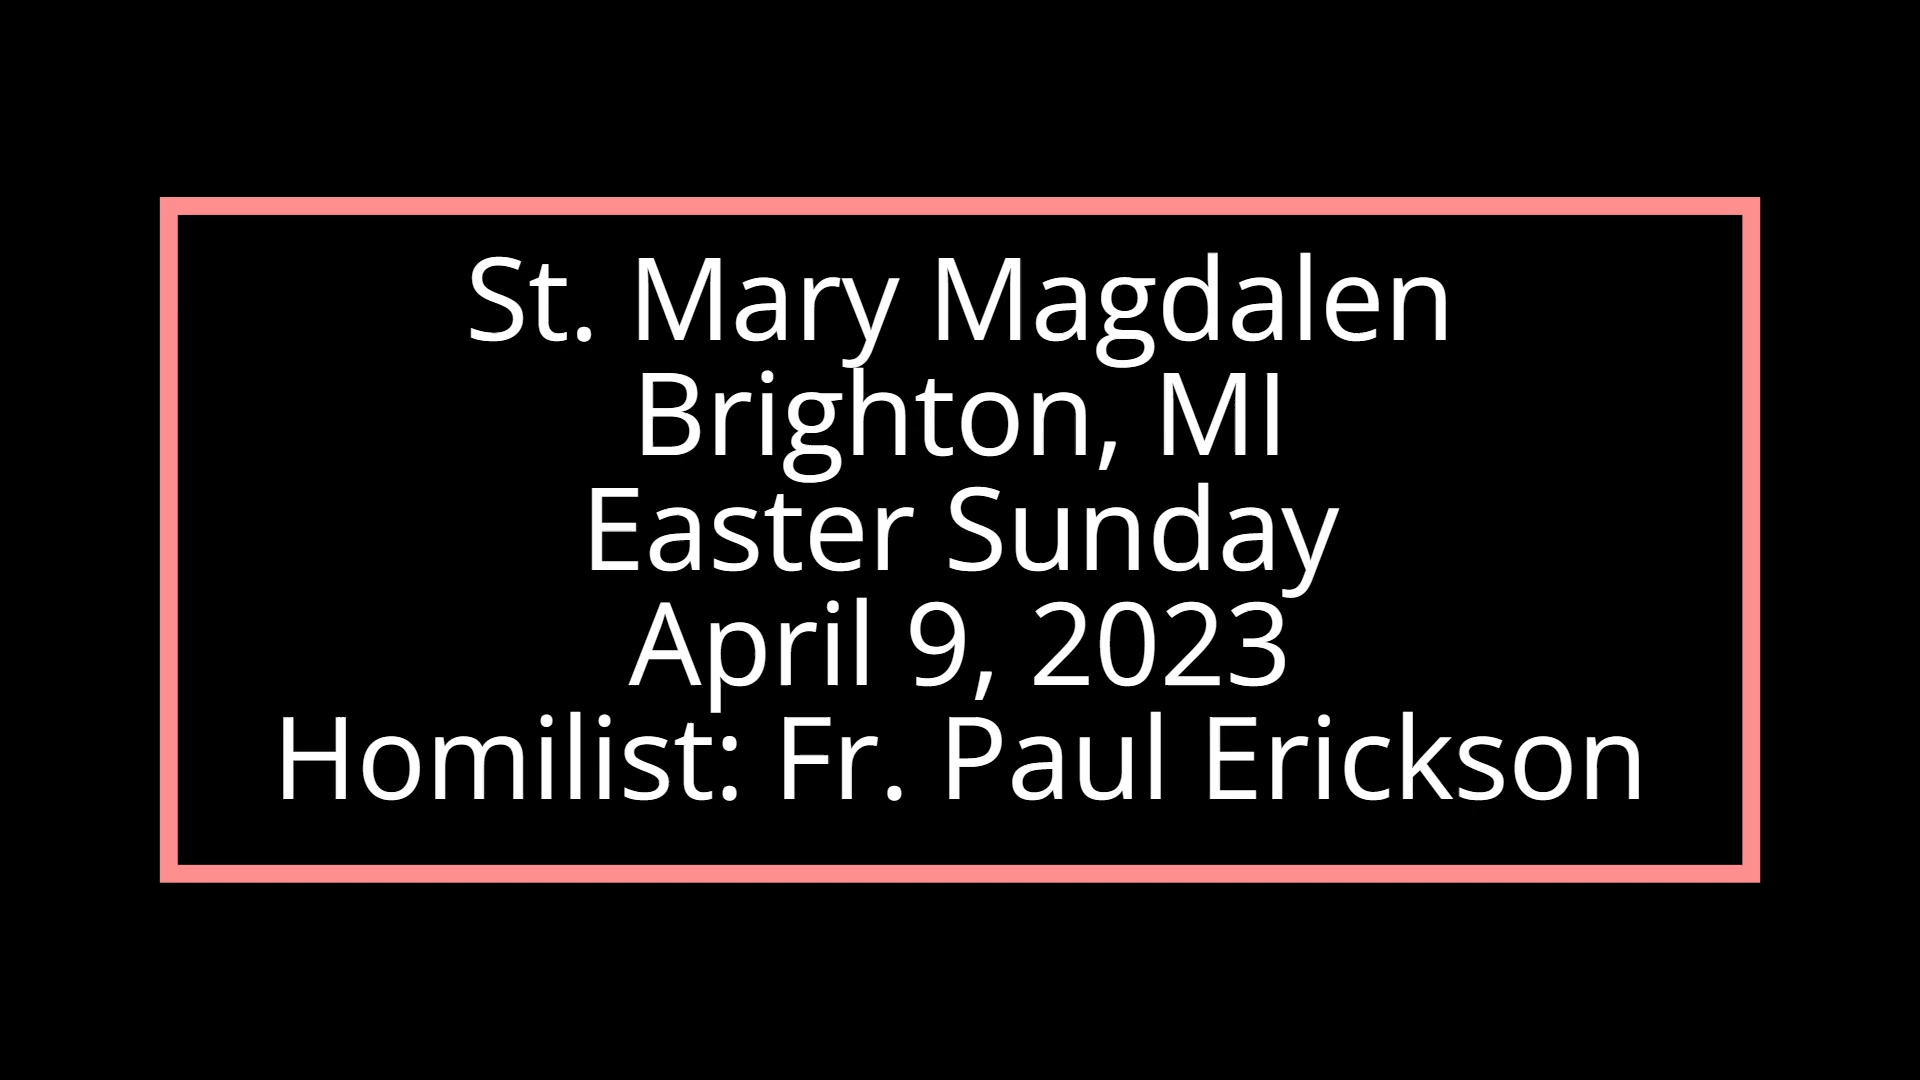 St. Mary Magdalen
Brighton, MI
Easter Sunday
April 9, 2023
Homilist: Fr. Paul Erickson